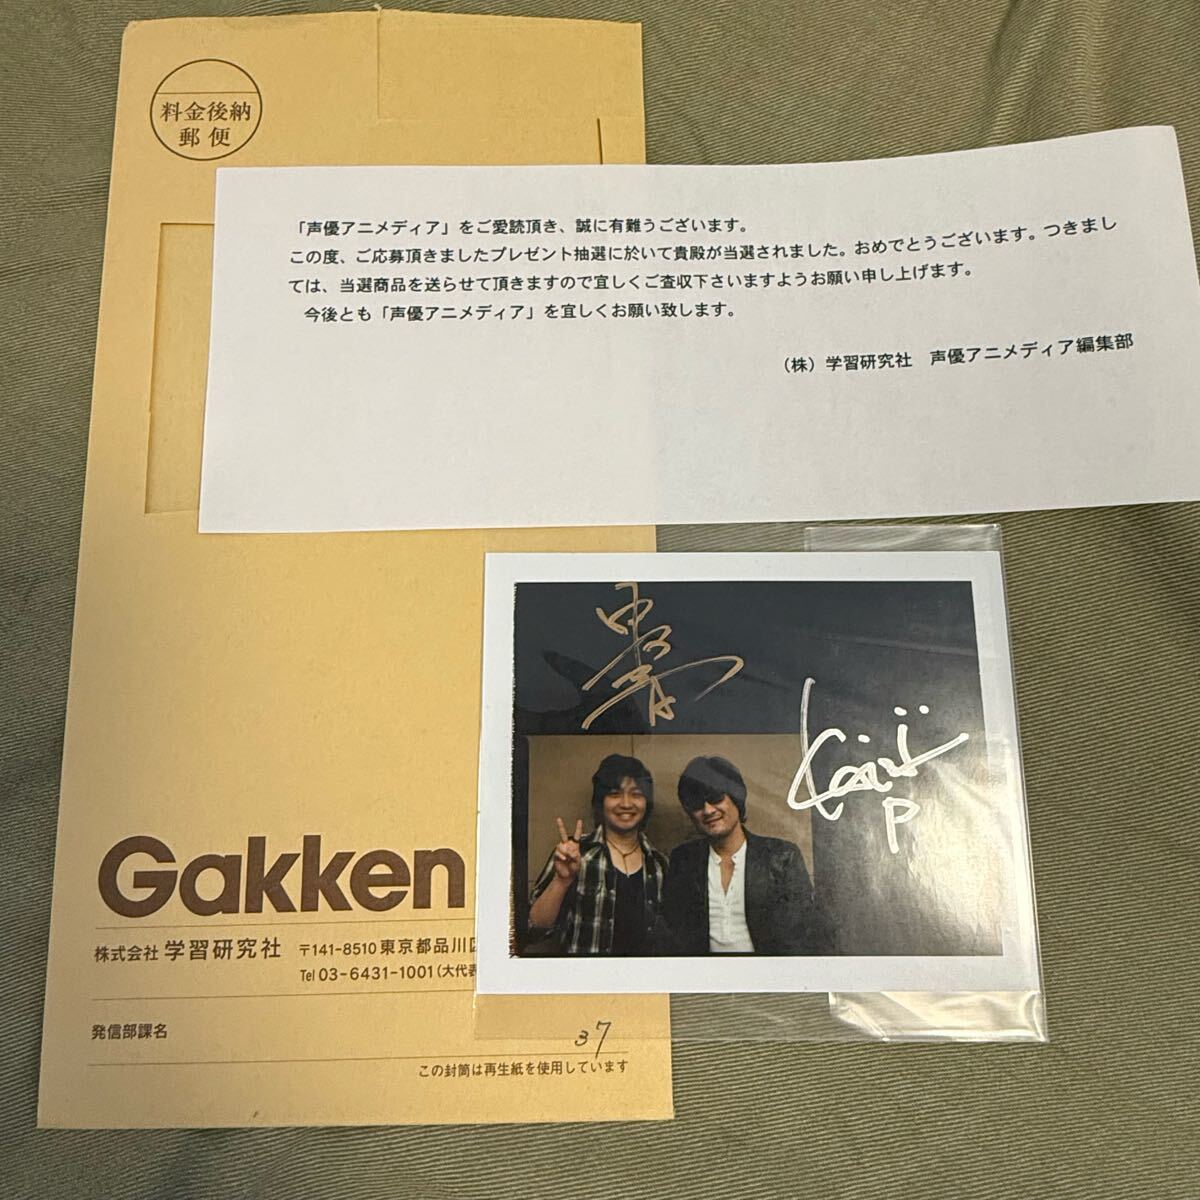 料金後納
郵便
「声優アニメディア」をご愛読頂き、誠に有難うございます。
この度、ご応募頂きましたプレゼント抽選に於いて貴殿が当選されました。おめでとうございます。つきまし
ては、当選商品を送らせて頂きますので宜しくご査収下さいますようお願い申し上げます。
今後とも「声優アニメディア」を宜しくお願い致します。
（株）学習研究社　声優アニメディア編集部
Keiji
P
Gakken
株式会社 学習研究社 〒141-8510 東京都品川区
Tel 03-6431-1001（大代表
発信部課名
37
この封筒は再生紙を使用しています